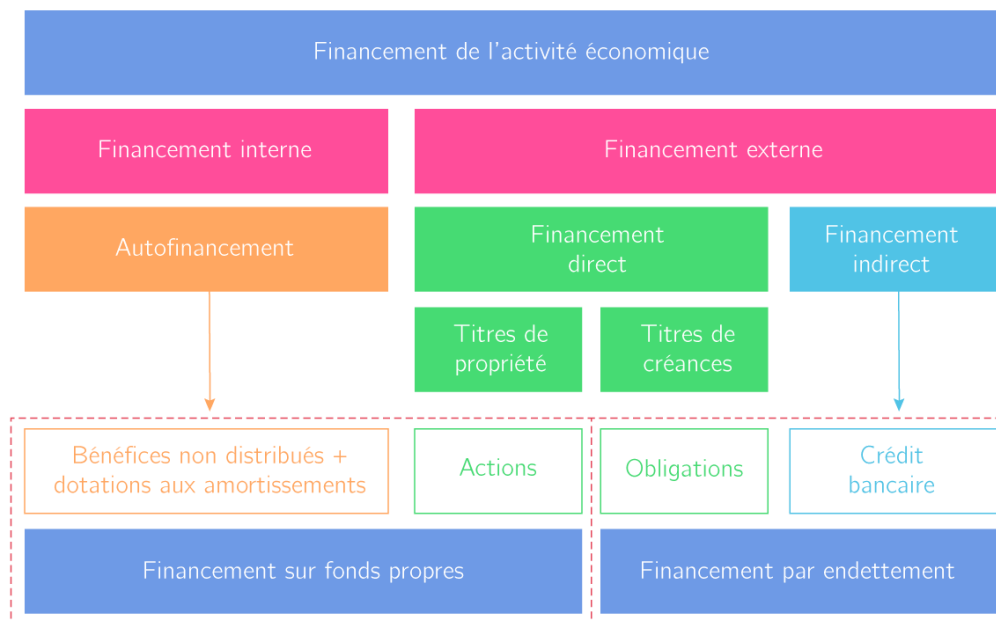 Financement de l'activité économique
Financement interne
Financement externe
Autofinancement
Financement
direct
Financement
indirect
Titres de
propriété
Titres de
créances
Bénéfices non distribués +
dotations aux amortissements
Actions
Obligations
Crédit
bancaire
Financement sur fonds propres
Financement par endettement